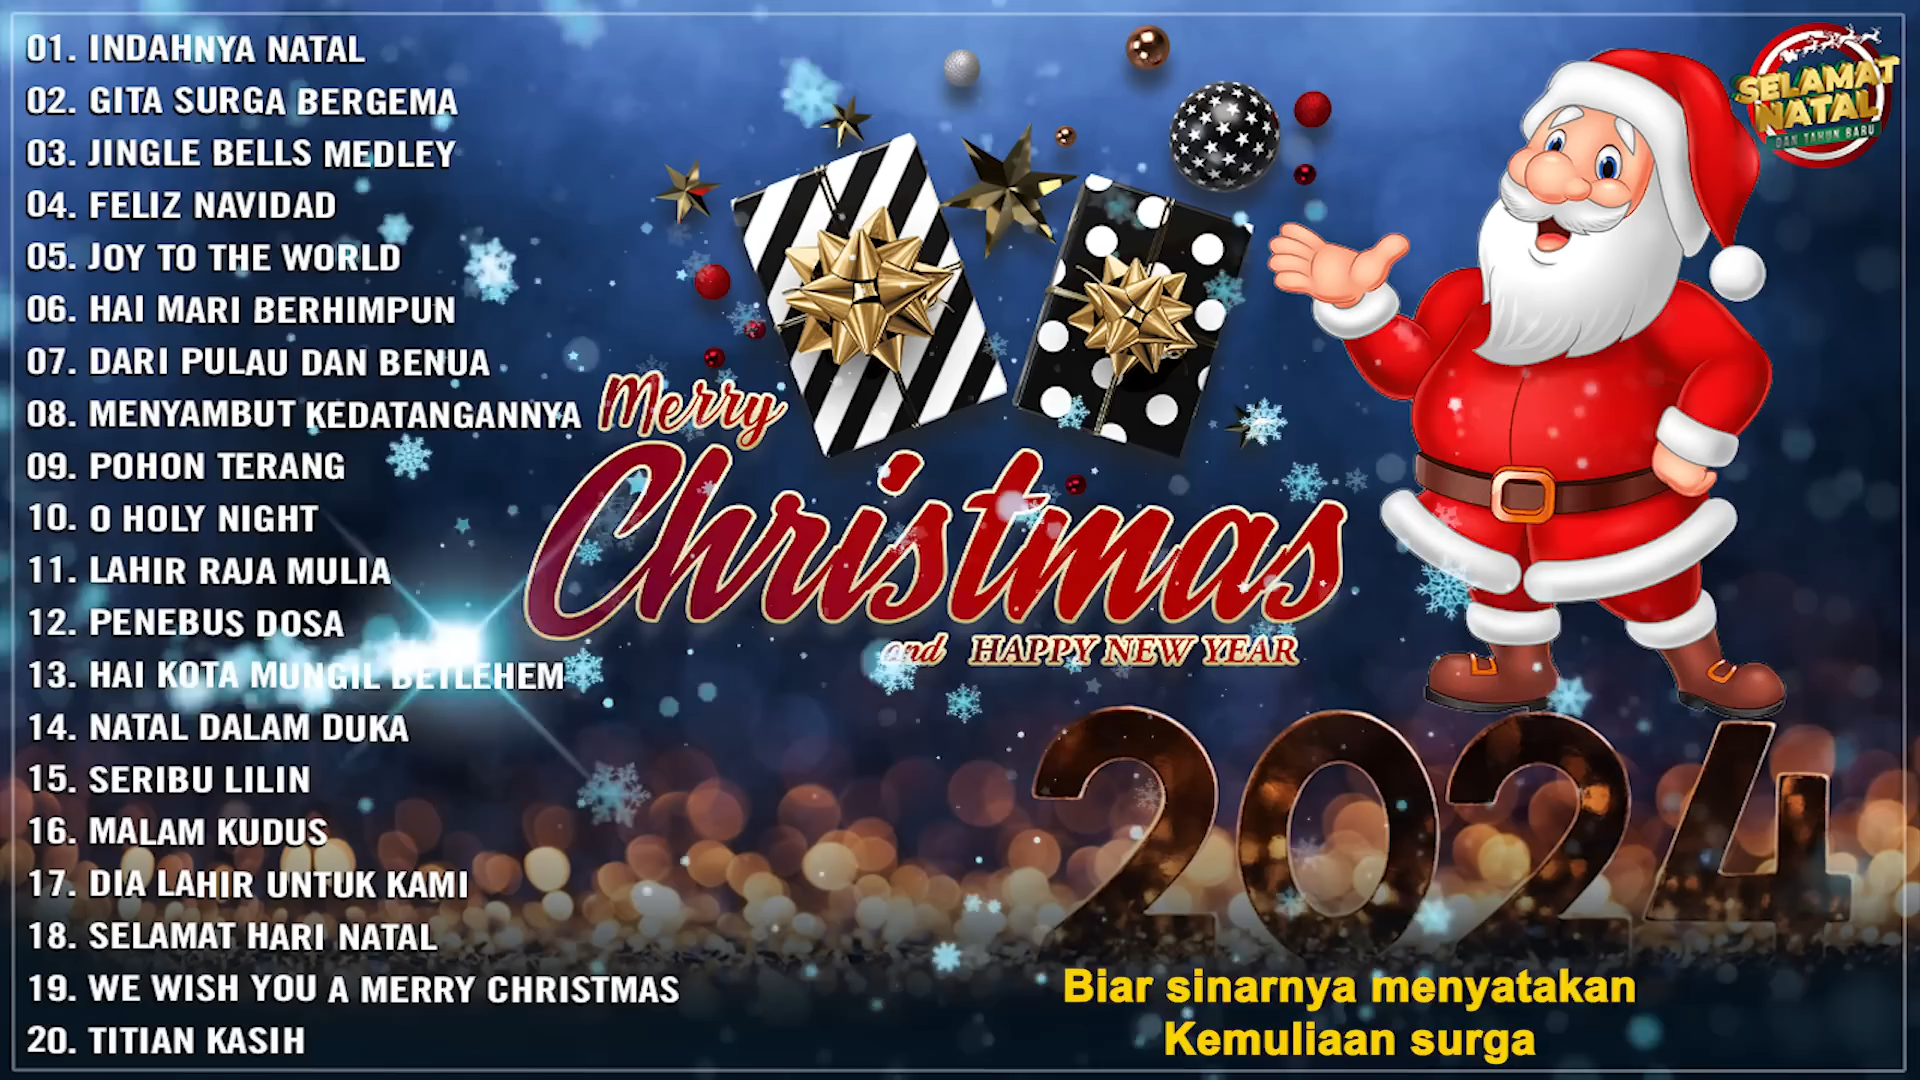 01. INDAHNYA NATAL
02. GITA SURGA BERGEMA
03. JINGLE BELLS MEDLEY
04. FELIZ NAVIDAD
05. JOY TO THE WORLD
06. HAI MARI BERHIMPUN
07. DARI PULAU DAN BENUA
08. MENYAMBUT KEDATANGANNYA
09. POHON TERANG
10. O HOLY NIGHT
11. LAHIR RAJA MULIA
12. PENEBUS DOSA
13. HAI KOTA MUNGIL BETLEHEM
14. NATAL DALAM DUKA
15. SERIBU LILIN
16. MALAM KUDUS
17. DIA LAHIR UNTUK KAMI
18. SELAMAT HARI NATAL
19. WE WISH YOU A MERRY CHRISTMAS
20. TITIAN KASIH
Merry
Christmas
and HAPPY NEW YEAR
2024
SELAMAT
NATAL
DAN TAHUN BARU
Biar sinarnya menyatakan
Kemuliaan surga